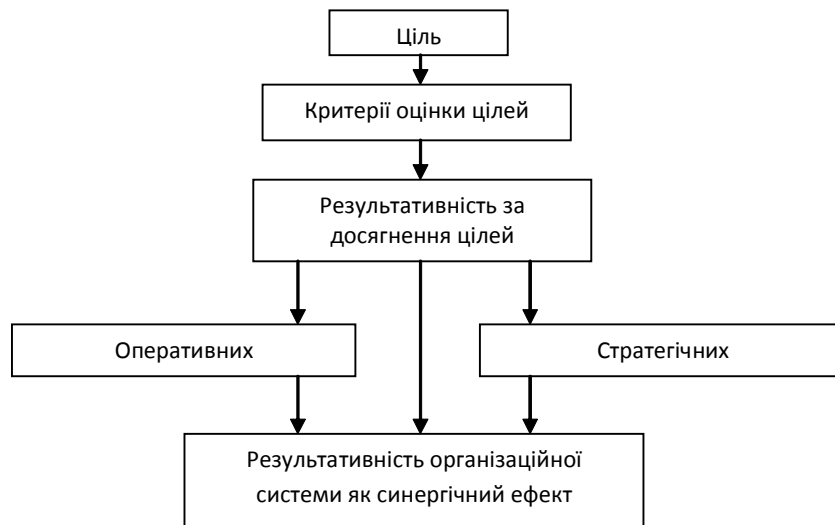 Ціль
Критерії оцінки цілей
Результативність за
досягнення цілей
Оперативних
Стратегічних
Результативність організаційної
системи як синергічний ефект